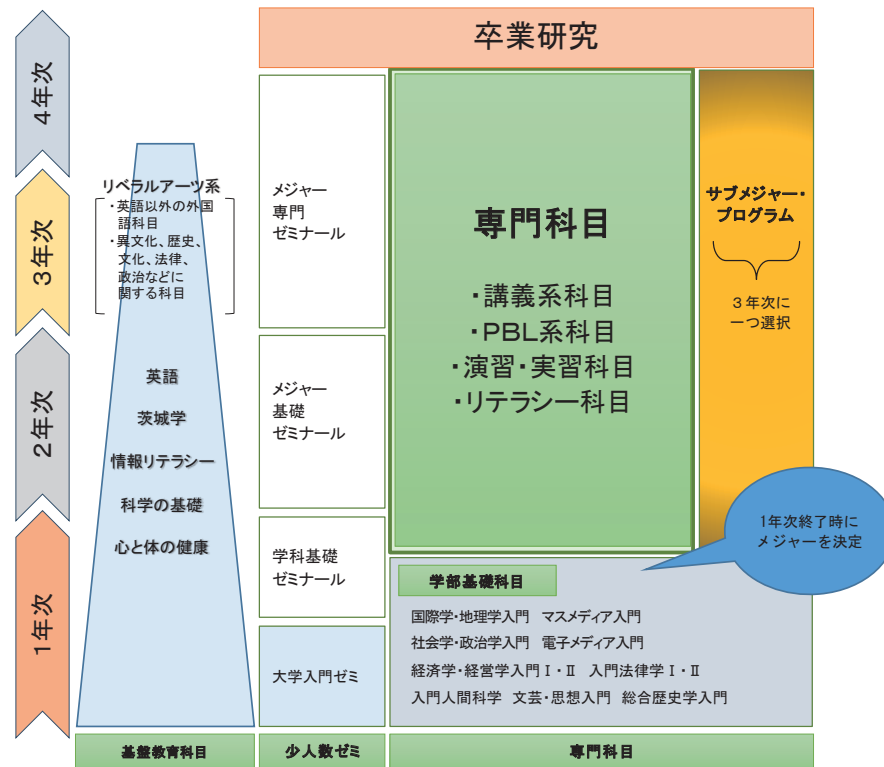 卒業研究
4年次
3年次
2年次
1年次
リベラルアーツ系
・英語以外の外国
語科目
・異文化、歴史、
文化、法律、
政治などに
関する科目
英語
茨城学
情報リテラシー
科学の基礎
心と体の健康
メジャー
専門
ゼミナール
メジャー
基礎
ゼミナール
学科基礎
ゼミナール
大学入門ゼミ
専門科目
・講義系科目
・PBL系科目
・演習・実習科目
・リテラシー科目
サブメジャー・
プログラム
３年次に
一つ選択
1年次終了時に
メジャーを決定
学部基礎科目
国際学・地理学入門　マスメディア入門
社会学・政治学入門　電子メディア入門
経済学・経営学入門Ⅰ・Ⅱ　入門法律学Ⅰ・Ⅱ
入門人間科学　文芸・思想入門　総合歴史学入門
基盤教育科目
少人数ゼミ
専門科目